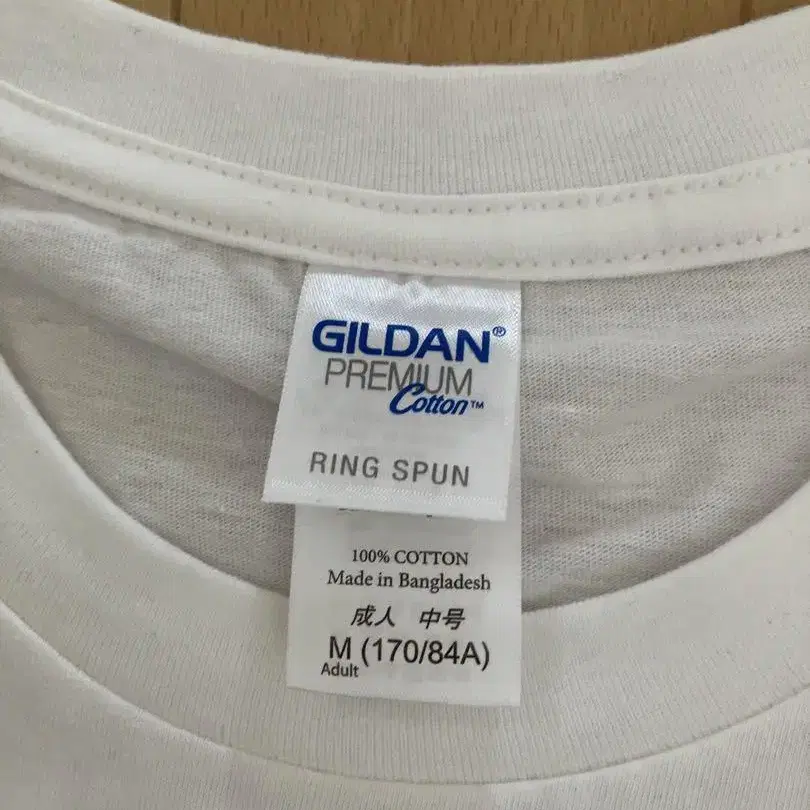 GILDAN®
PREMIUM
Cotton™
RING SPUN
100% COTTON
Made in Bangladesh
成人 中号
M (170/84A)
Adult